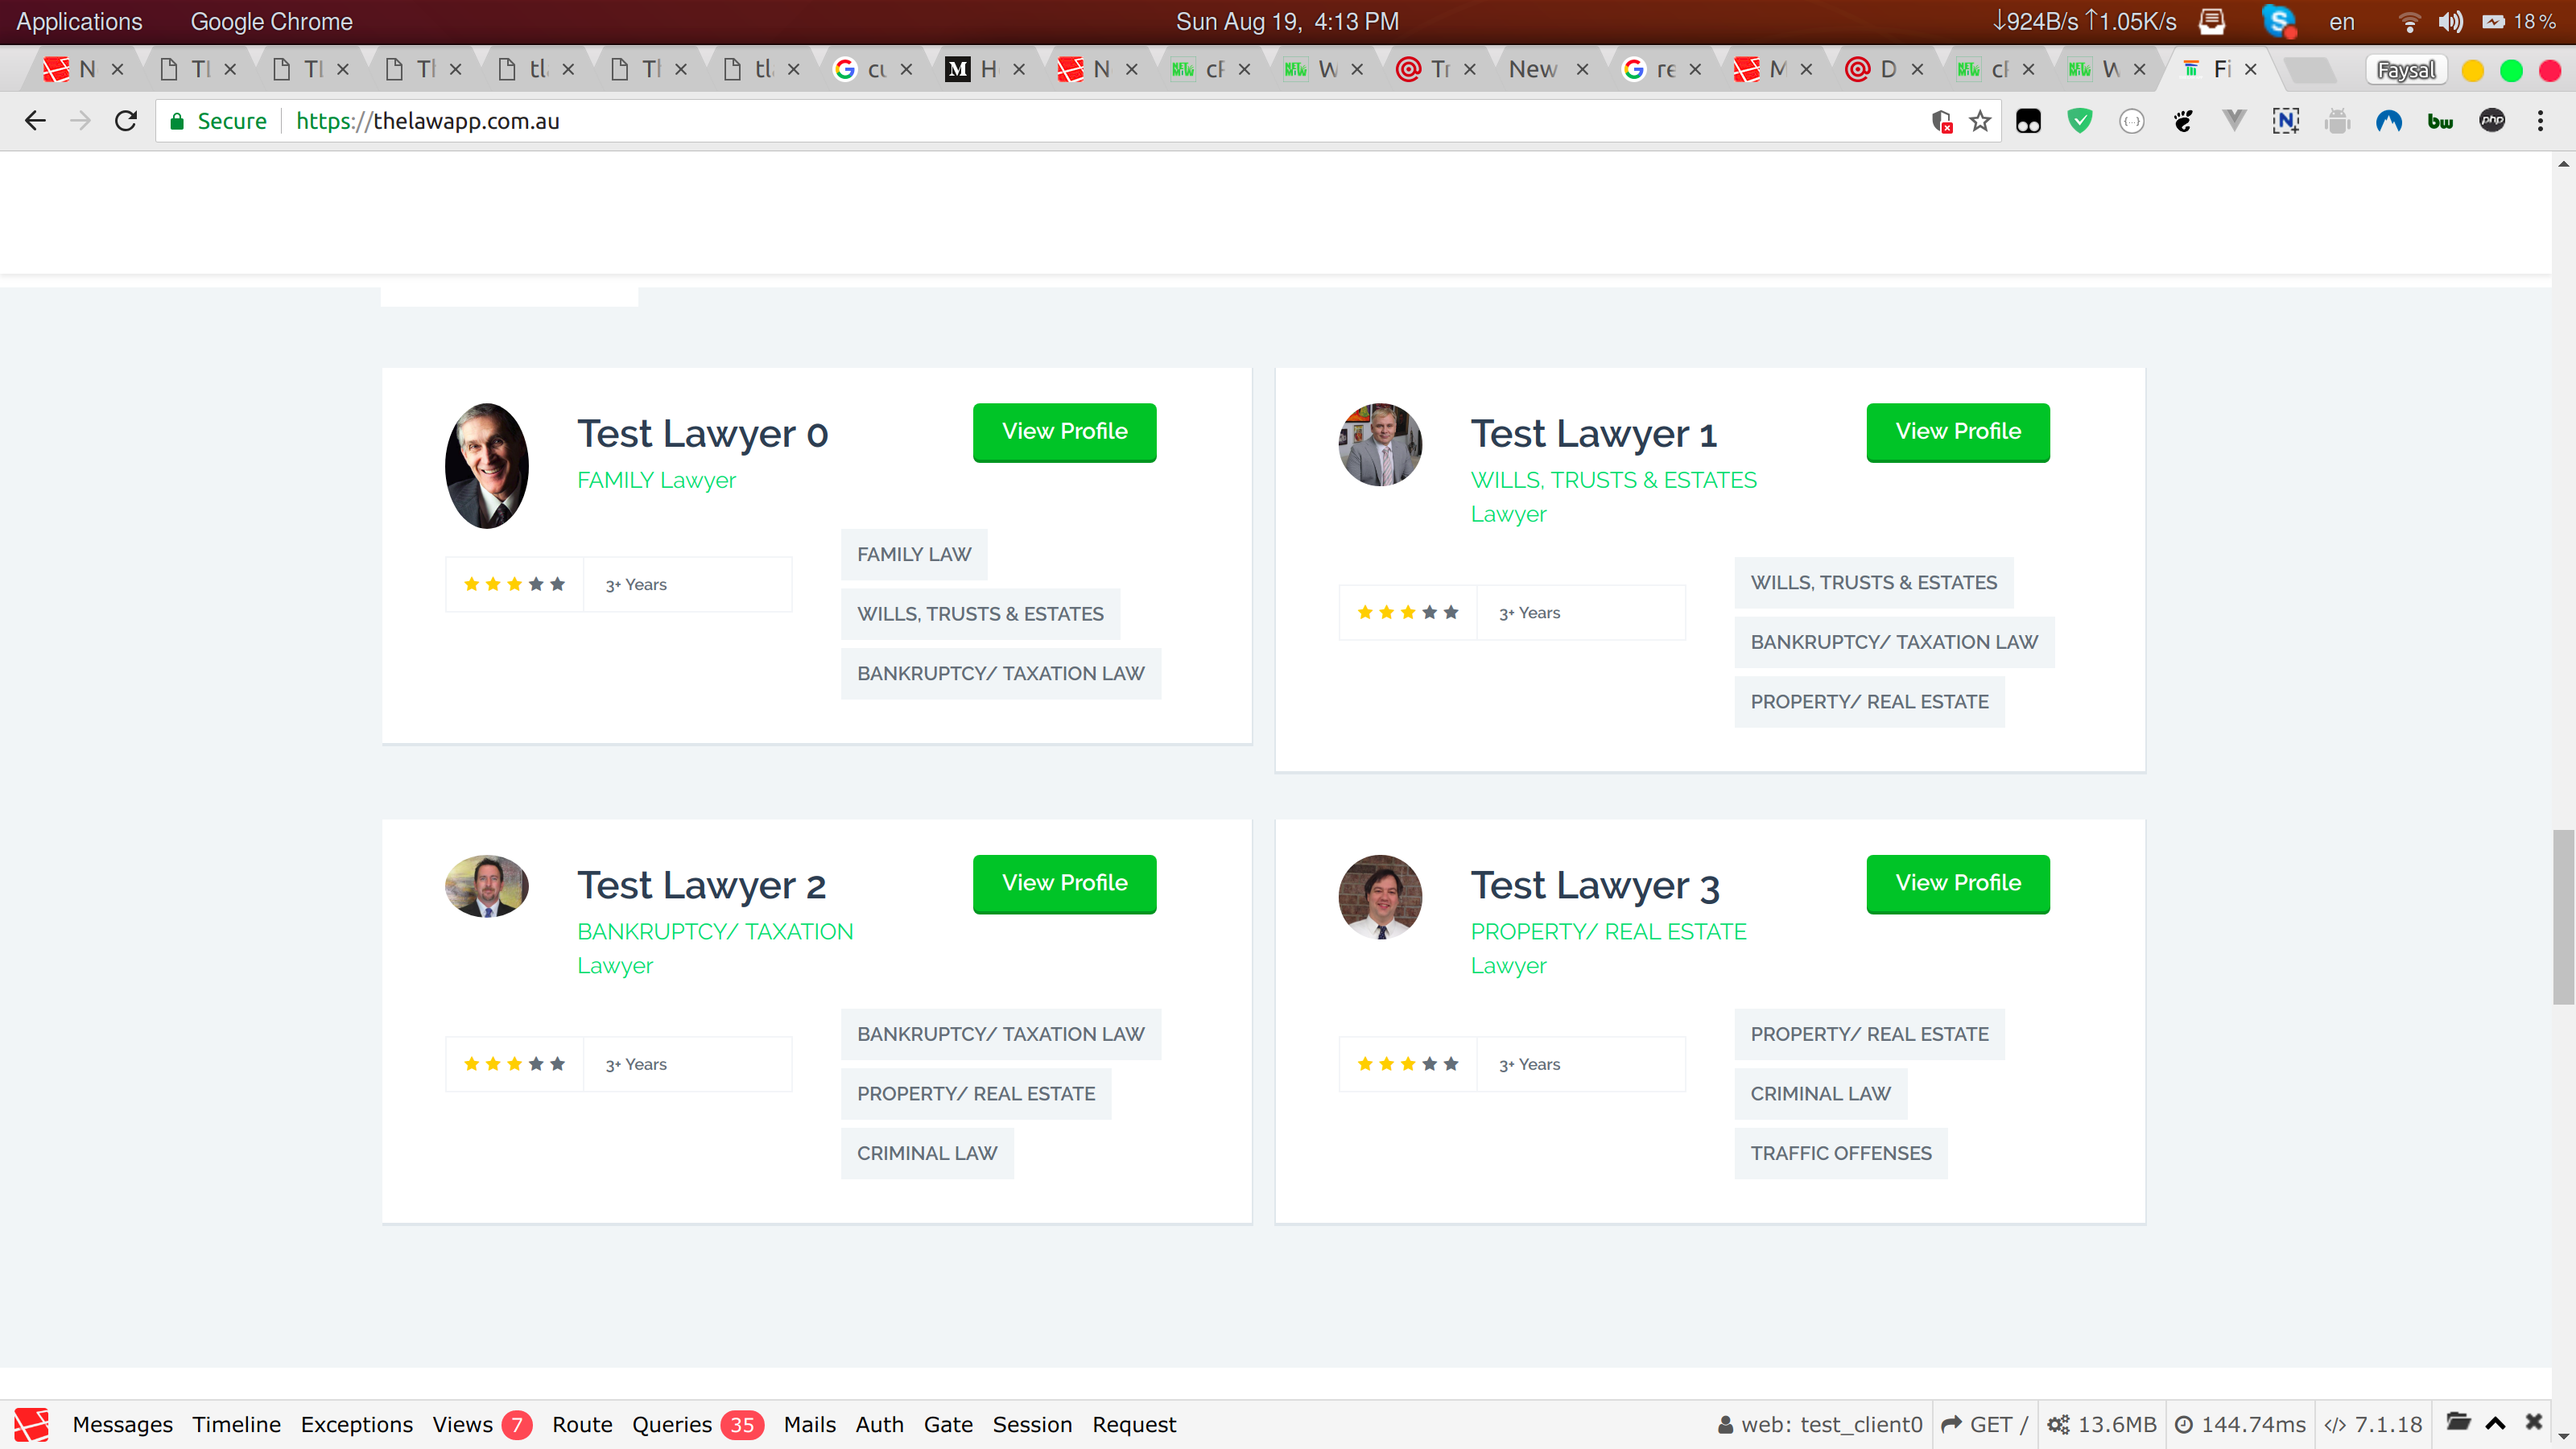 Applications Google Chrome Sun Aug 19, 4:13 PM ↓924B/s ↑1.05K/s en 18 %
N Tl Tl Th tl Th tl cu M H N cP W Tr New re M D cP W Fi Faysal
Secure https://thelawapp.com.au {...} N bw php
Test Lawyer 0
FAMILY Lawyer
View Profile
3+ Years
FAMILY LAW
WILLS, TRUSTS & ESTATES
BANKRUPTCY/ TAXATION LAW
Test Lawyer 1
WILLS, TRUSTS & ESTATES
Lawyer
View Profile
3+ Years
WILLS, TRUSTS & ESTATES
BANKRUPTCY/ TAXATION LAW
PROPERTY/ REAL ESTATE
Test Lawyer 2
BANKRUPTCY/ TAXATION
Lawyer
View Profile
3+ Years
BANKRUPTCY/ TAXATION LAW
PROPERTY/ REAL ESTATE
CRIMINAL LAW
Test Lawyer 3
PROPERTY/ REAL ESTATE
Lawyer
View Profile
3+ Years
PROPERTY/ REAL ESTATE
CRIMINAL LAW
TRAFFIC OFFENSES
Messages Timeline Exceptions Views 7 Route Queries 35 Mails Auth Gate Session Request web: test_client0 GET / 13.6MB 144.74ms 7.1.18